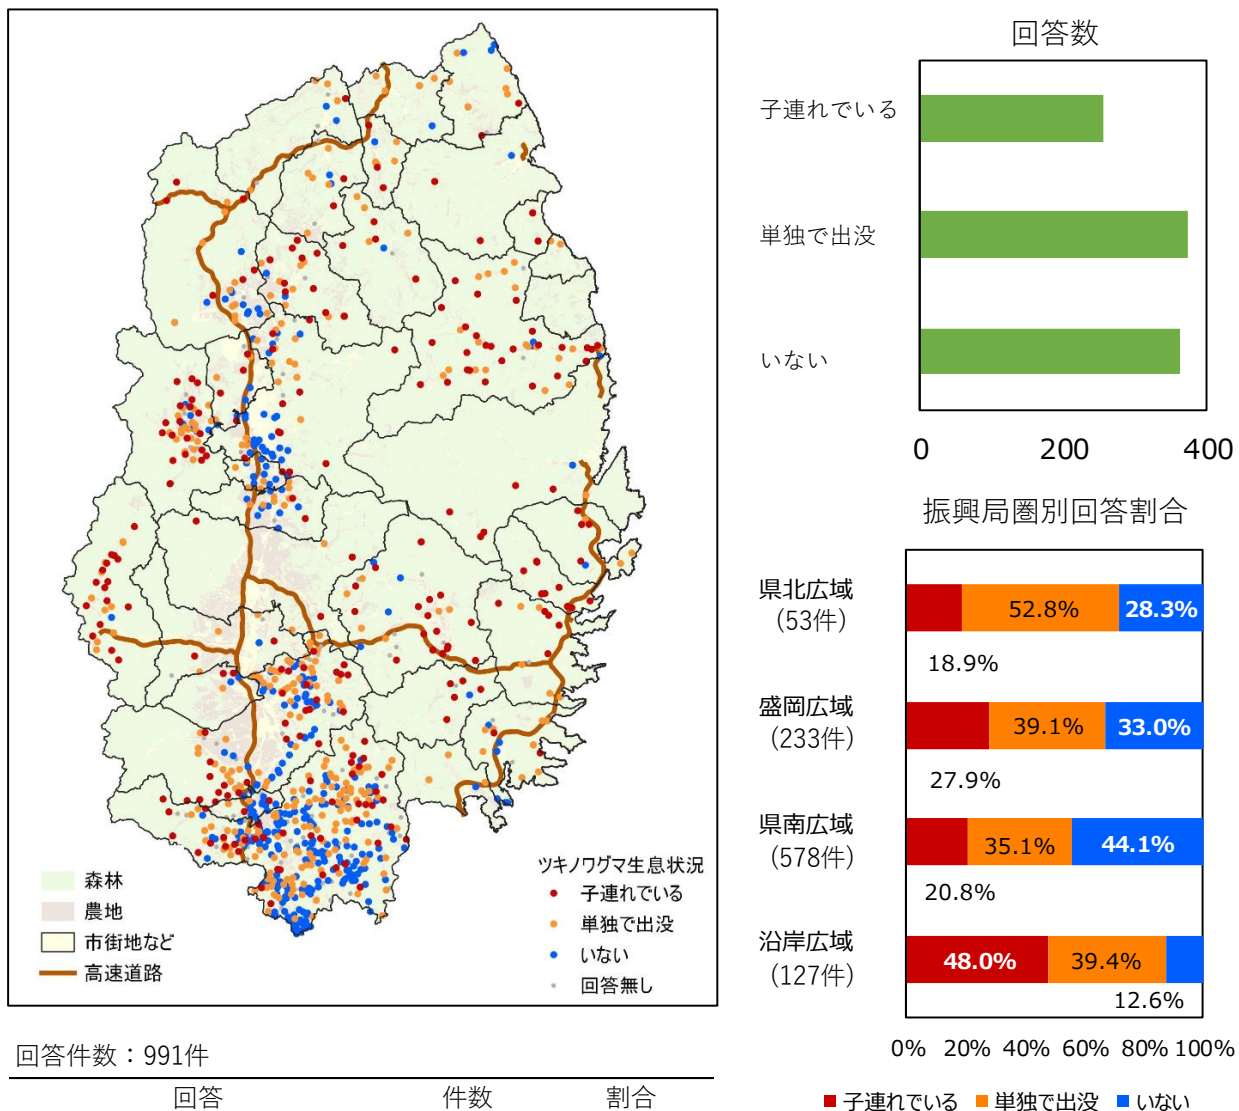 森林
農地
市街地など
高速道路
ツキノワグマ生息状況
子連れでいる
単独で出没
いない
回答無し
回答数
子連れでいる
単独で出没
いない
0 200 400
振興局圏別回答割合
県北広域
(53件)
52.8% 28.3%
18.9%
盛岡広域
(233件)
39.1% 33.0%
27.9%
県南広域
(578件)
35.1% 44.1%
20.8%
沿岸広域
(127件)
48.0% 39.4%
12.6%
0% 20% 40% 60% 80% 100%
子連れでいる 単独で出没 いない
回答件数：991件
回答 件数 割合